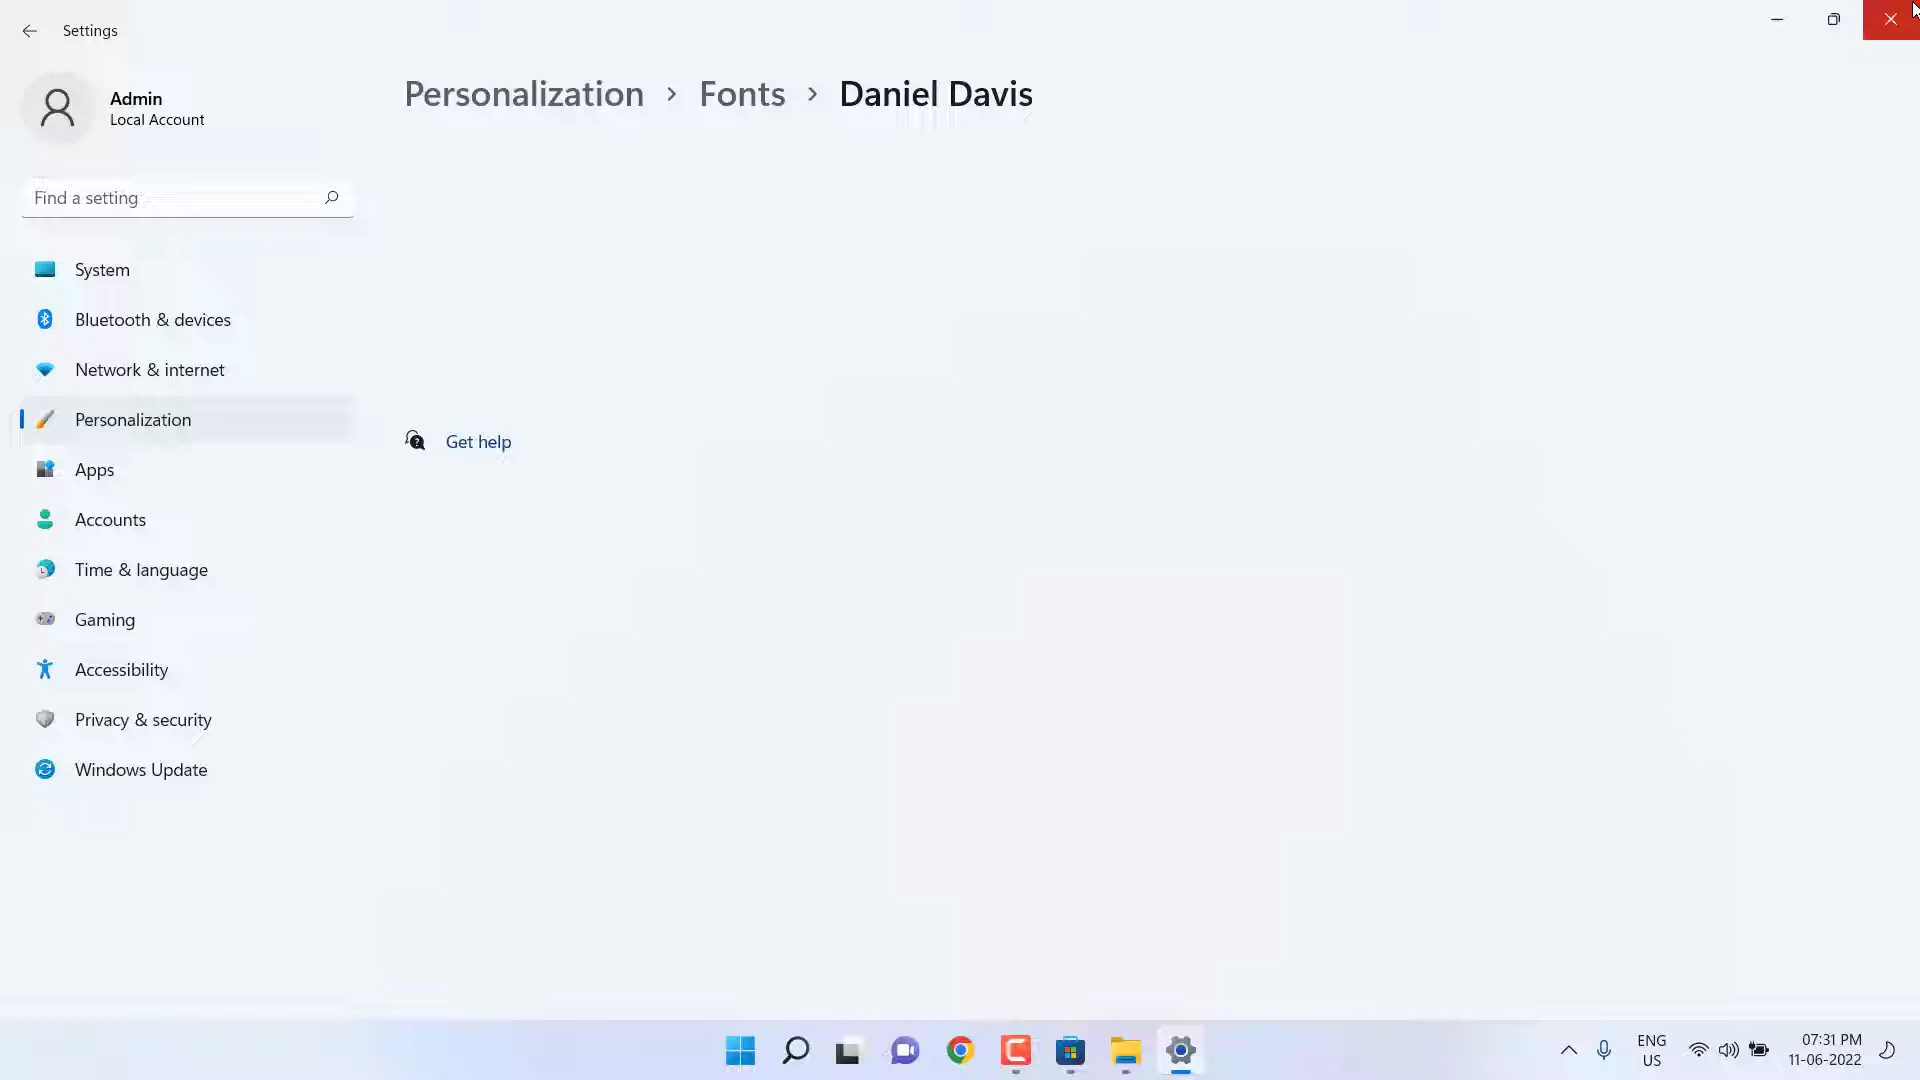 Settings
Admin
Local Account
Find a setting
System
Bluetooth & devices
Network & internet
Personalization
Apps
Accounts
Time & language
Gaming
Accessibility
Privacy & security
Windows Update
Personalization > Fonts > Daniel Davis
Get help
ENG
US
07:31 PM
11-06-2022